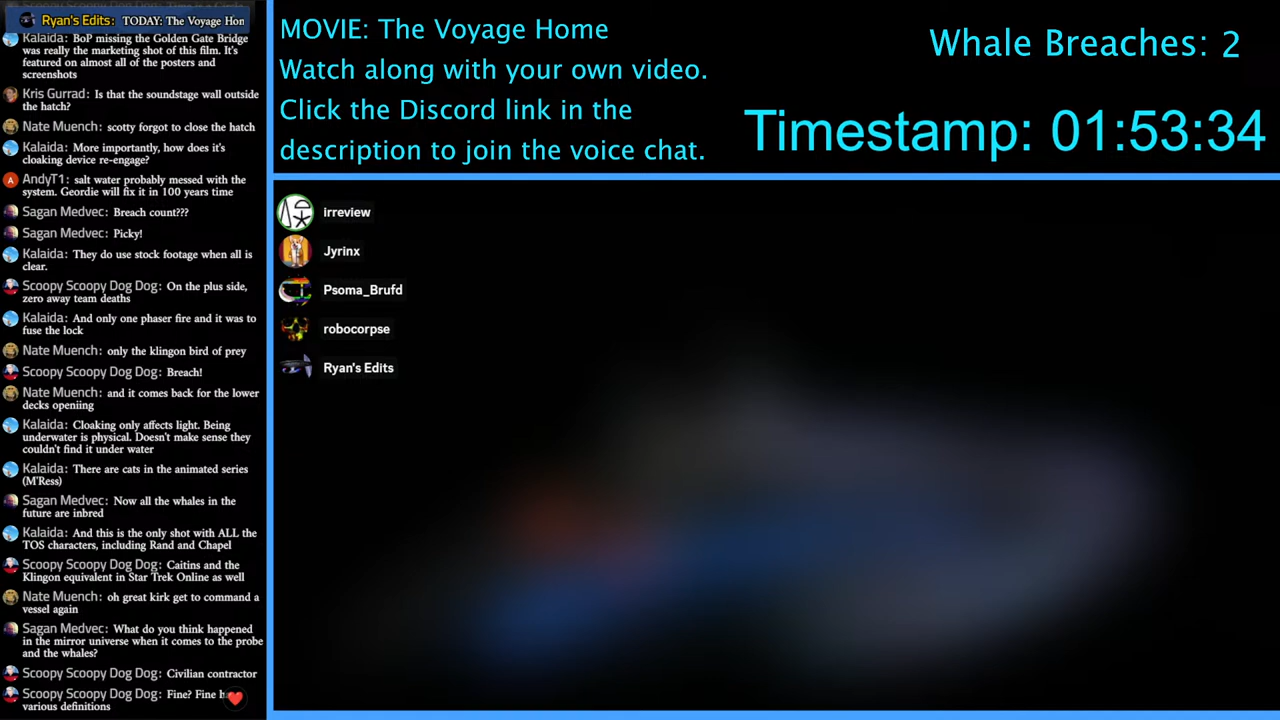 Ryan's Edits: TODAY: The Voyage Hon
Kalaida: BoP missing the Golden Gate Bridge
was really the marketing shot of this film. It's
featured on almost all of the posters and
screenshots
Kris Gurrad: Is that the soundstage wall outside
the hatch?
Nate Muench: scotty forgot to close the hatch
Kalaida: More importantly, how does it's
cloaking device re-engage?
A AndyT1: salt water probably messed with the
system. Geordie will fix it in 100 years time
Sagan Medvec: Breach count???
Sagan Medvec: Picky!
Kalaida: They do use stock footage when all is
clear.
Scoopy Scoopy Dog Dog: On the plus side,
zero away team deaths
Kalaida: And only one phaser fire and it was to
fuse the lock
Nate Muench: only the klingon bird of prey
Scoopy Scoopy Dog Dog: Breach!
Nate Muench: and it comes back for the lower
decks openiing
Kalaida: Cloaking only affects light. Being
underwater is physical. Doesn't make sense they
couldn't find it under water
Kalaida: There are cats in the animated series
(M'Ress)
Sagan Medvec: Now all the whales in the
future are inbred
Kalaida: And this is the only shot with ALL the
TOS characters, including Rand and Chapel
Scoopy Scoopy Dog Dog: Caitins and the
Klingon equivalent in Star Trek Online as well
Nate Muench: oh great kirk get to command a
vessel again
Sagan Medvec: What do you think happened
in the mirror universe when it comes to the probe
and the whales?
Scoopy Scoopy Dog Dog: Civilian contractor
Scoopy Scoopy Dog Dog: Fine? Fine
various definitions
MOVIE: The Voyage Home
Watch along with your own video.
Click the Discord link in the
description to join the voice chat.
Whale Breaches: 2
Timestamp: 01:53:34
irreview
Jyrinx
Psoma_Brufd
robocorpse
Ryan's Edits